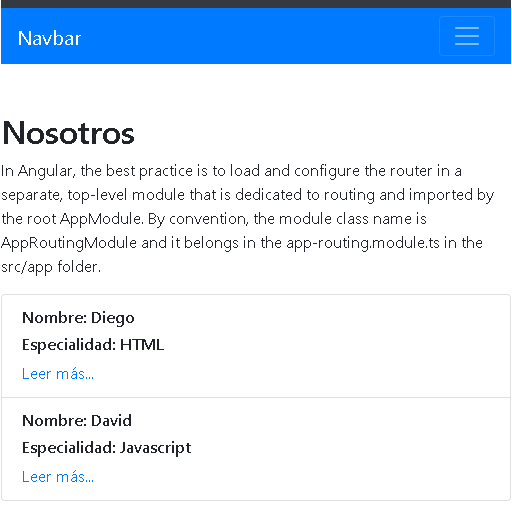 Navbar
Nosotros
In Angular, the best practice is to load and configure the router in a
separate, top-level module that is dedicated to routing and imported by
the root AppModule. By convention, the module class name is
AppRoutingModule and it belongs in the app-routing.module.ts in the
src/app folder.
Nombre: Diego
Especialidad: HTML
Leer más...
Nombre: David
Especialidad: Javascript
Leer más...